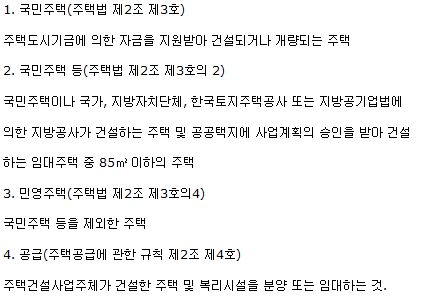 1. 국민주택(주택법 제2조 제3호)
주택도시기금에 의한 자금을 지원받아 건설되거나 개량되는 주택
2. 국민주택 등(주택법 제2조 제3호의 2)
국민주택이나 국가, 지방자치단체, 한국토지주택공사 또는 지방공기업법에
의한 지방공사가 건설하는 주택 및 공공택지에 사업계획의 승인을 받아 건설
하는 임대주택 중 85㎡ 이하의 주택
3. 민영주택(주택법 제2조 제3호의4)
국민주택 등을 제외한 주택
4. 공급(주택공급에 관한 규칙 제2조 제4호)
주택건설사업주체가 건설한 주택 및 복리시설을 분양 또는 임대하는 것.